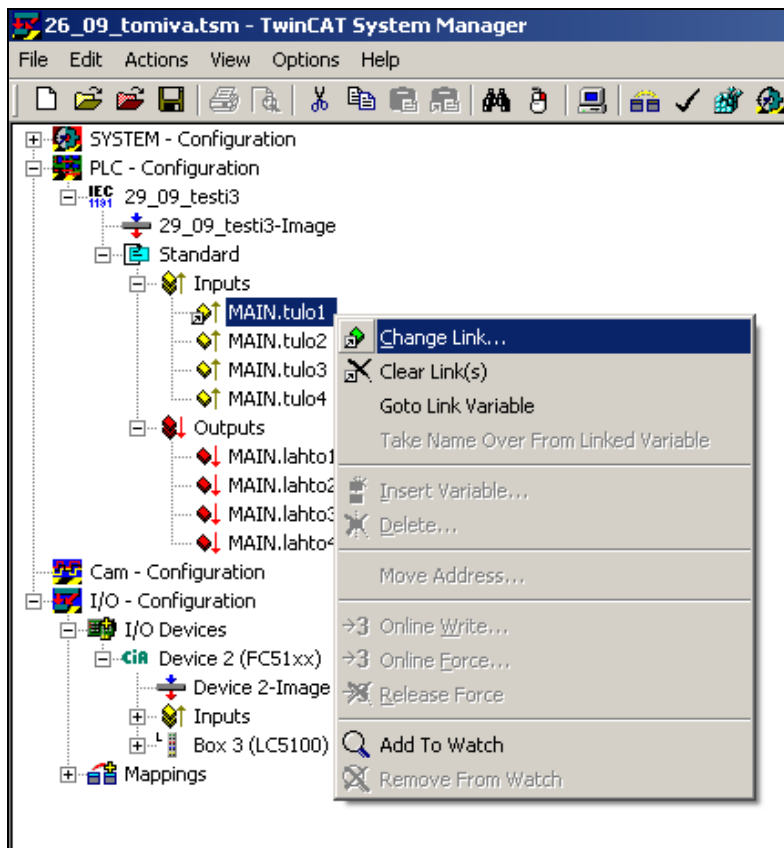 26_09_tomiva.tsm - TwinCAT System Manager
File Edit Actions View Options Help
SYSTEM - Configuration
PLC - Configuration
IEC 1131 29_09_testi3
29_09_testi3-Image
Standard
Inputs
MAIN.tulo1
MAIN.tulo2
MAIN.tulo3
MAIN.tulo4
Outputs
MAIN.lahto1
MAIN.lahto2
MAIN.lahto3
MAIN.lahto4
Cam - Configuration
I/O - Configuration
I/O Devices
CiA Device 2 (FC51xx)
Device 2-Image
Inputs
Box 3 (LC5100)
Mappings
Change Link...
Clear Link(s)
Goto Link Variable
Take Name Over From Linked Variable
Insert Variable...
Delete...
Move Address...
→3 Online Write...
→3 Online Force...
Release Force
Add To Watch
Remove From Watch